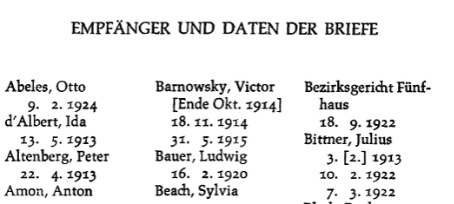 EMPFÄNGER UND DATEN DER BRIEFE
Abeles, Otto
9. 2. 1924
d'Albert, Ida
13. 5. 1913
Altenberg, Peter
22. 4. 1913
Amon, Anton
Barnowsky, Victor
[Ende Okt. 1914]
18. 11. 1914
31. 5. 1915
Bauer, Ludwig
16. 2. 1920
Beach, Sylvia
Bezirksgericht Fünf-
haus
18. 9. 1922
Bittner, Julius
3. [2.] 1913
10. 2. 1922
7. 3. 1922